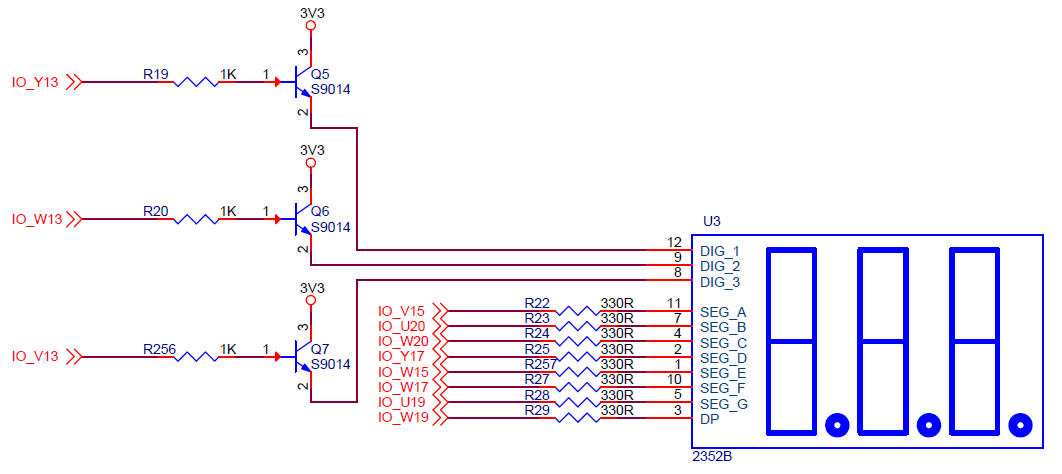 3V3
3
IO_Y13 R19 1K 1 Q5
S9014
2
3V3
3
IO_W13 R20 1K 1 Q6
S9014
2
U3
12 DIG_1
9 DIG_2
8 DIG_3
3V3
3
IO_V13 R256 1K 1 Q7
S9014
2
IO_V15 R22 330R 11 SEG_A
IO_U20 R23 330R 7 SEG_B
IO_W20 R24 330R 4 SEG_C
IO_Y17 R25 330R 2 SEG_D
IO_W15 R257 330R 1 SEG_E
IO_W17 R27 330R 10 SEG_F
IO_U19 R28 330R 5 SEG_G
IO_W19 R29 330R 3 DP
2352B